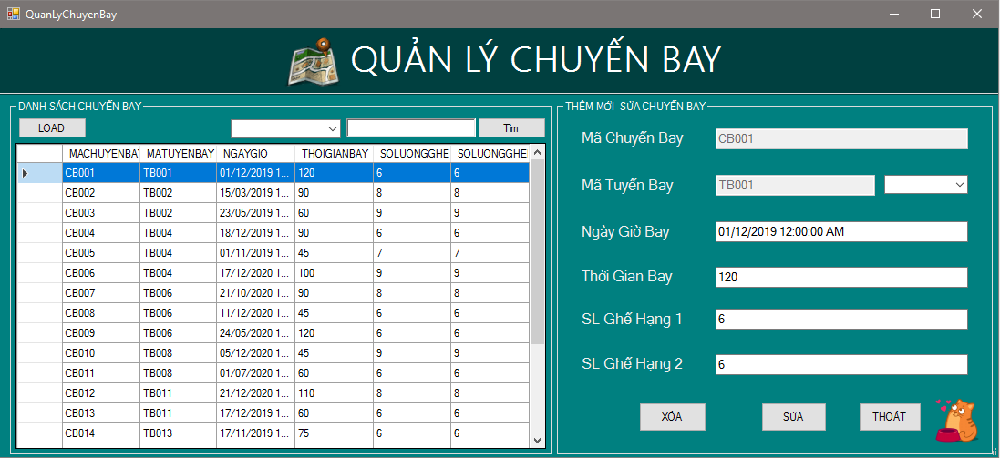 QuanLyChuyenBay
QUẢN LÝ CHUYẾN BAY
DANH SÁCH CHUYẾN BAY
LOAD
Tìm
MACHUYENBA MATUYENBAY NGAYGIO THOIGIANBAY SOLUONGGHE SOLUONGGHE
CB001 TB001 01/12/2019 1... 120 6 6
CB002 TB002 15/03/2019 1... 90 8 8
CB003 TB002 23/05/2019 1... 60 9 9
CB004 TB004 18/12/2019 1... 90 6 6
CB005 TB004 01/11/2019 1... 45 7 7
CB006 TB004 17/12/2020 1... 100 9 9
CB007 TB006 21/10/2020 1... 90 8 8
CB008 TB006 11/12/2020 1... 45 6 6
CB009 TB006 24/05/2020 1... 120 6 6
CB010 TB008 05/12/2020 1... 45 9 9
CB011 TB008 01/07/2020 1... 60 6 6
CB012 TB011 21/12/2020 1... 110 8 8
CB013 TB011 17/12/2019 1... 60 6 6
CB014 TB013 17/11/2019 1... 75 6 6
THÊM MỚI SỬA CHUYẾN BAY
Mã Chuyến Bay CB001
Mã Tuyến Bay TB001
Ngày Giờ Bay 01/12/2019 12:00:00 AM
Thời Gian Bay 120
SL Ghế Hạng 1 6
SL Ghế Hạng 2 6
XÓA SỬA THOÁT